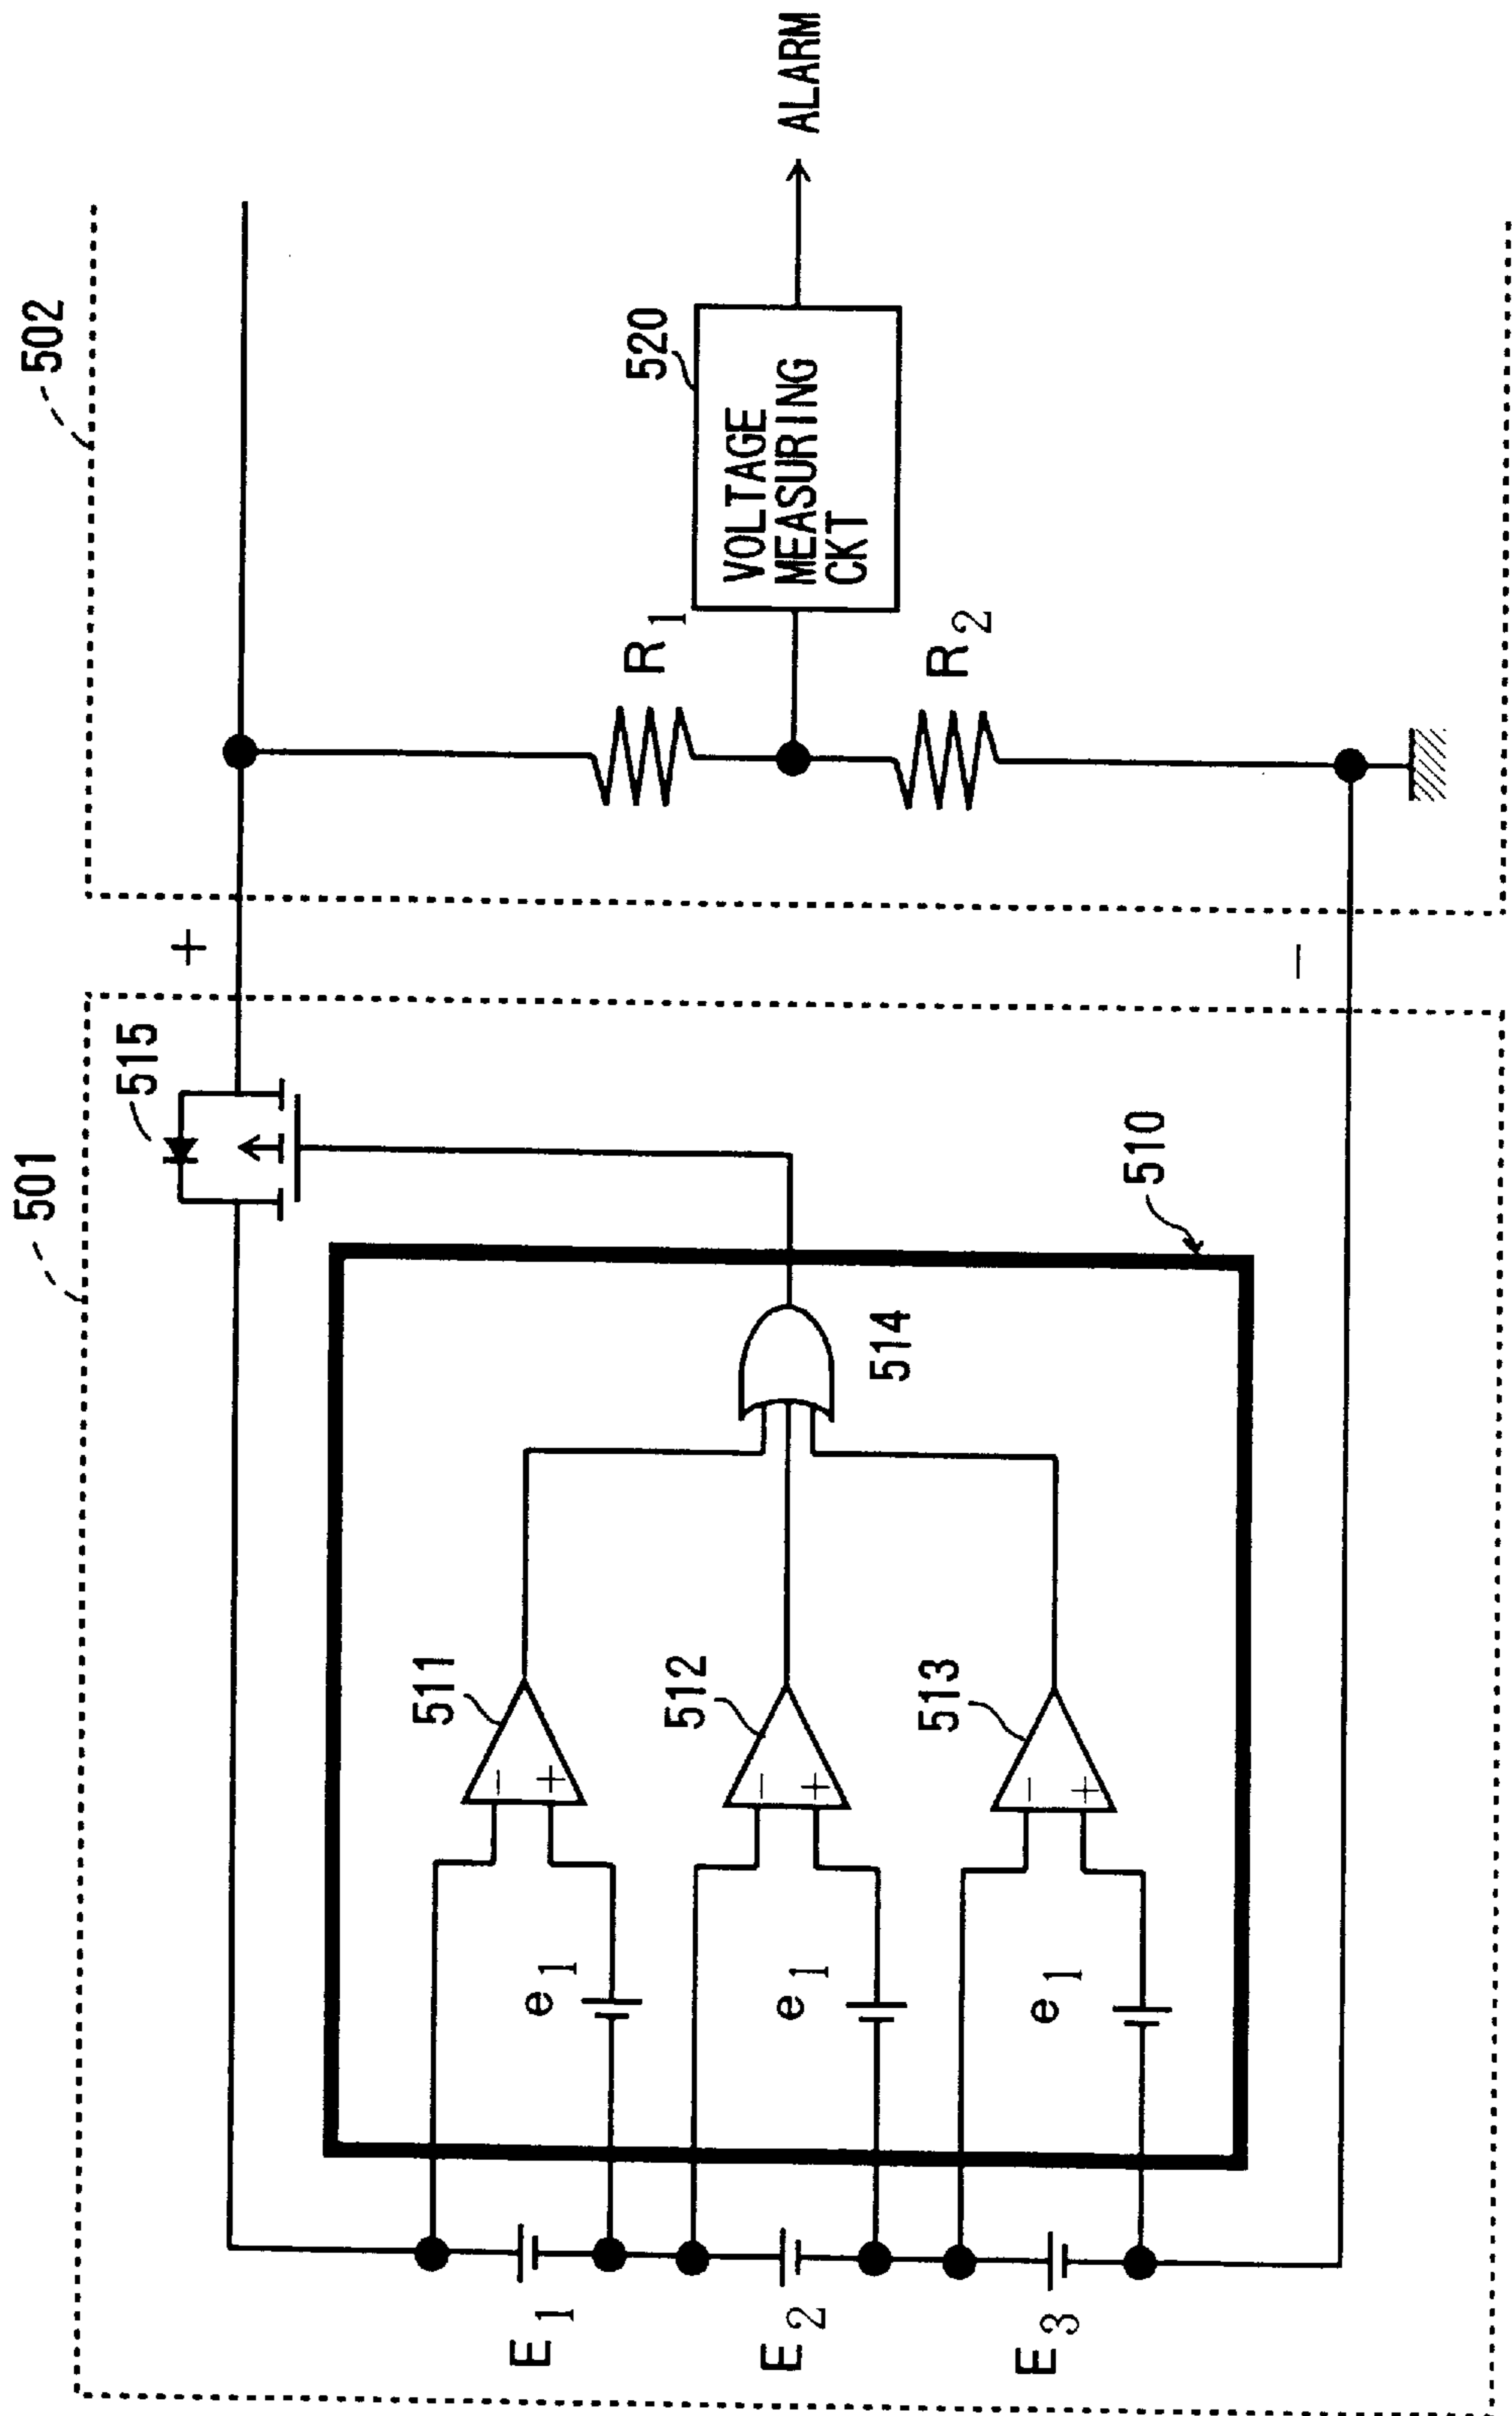 501
502
515
+
−
E1
E2
E3
e1
e1
e1
511
−
+
512
−
+
513
−
+
514
510
R1
R2
520
VOLTAGE
MEASURING
CKT
ALARM